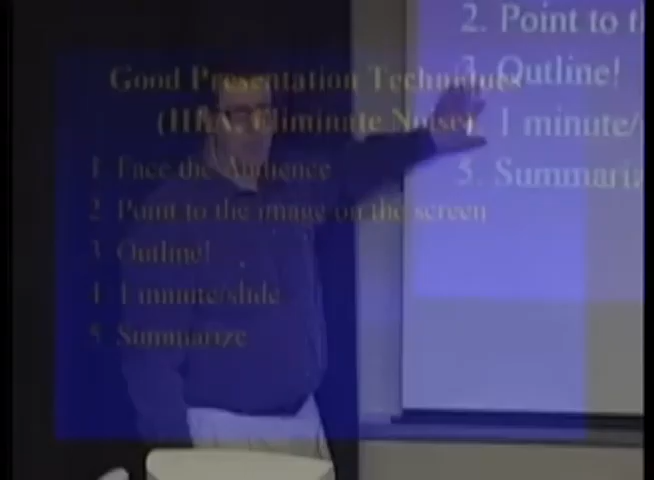 Good Presentation Techniques
Eliminate Noise)
1. Face the Audience
2. Point to the image on the screen
3. Outline!
4. 1 minute/slide
5. Summarize
2. Point to t
3. Outline!
4. 1 minute/
5. Summariz